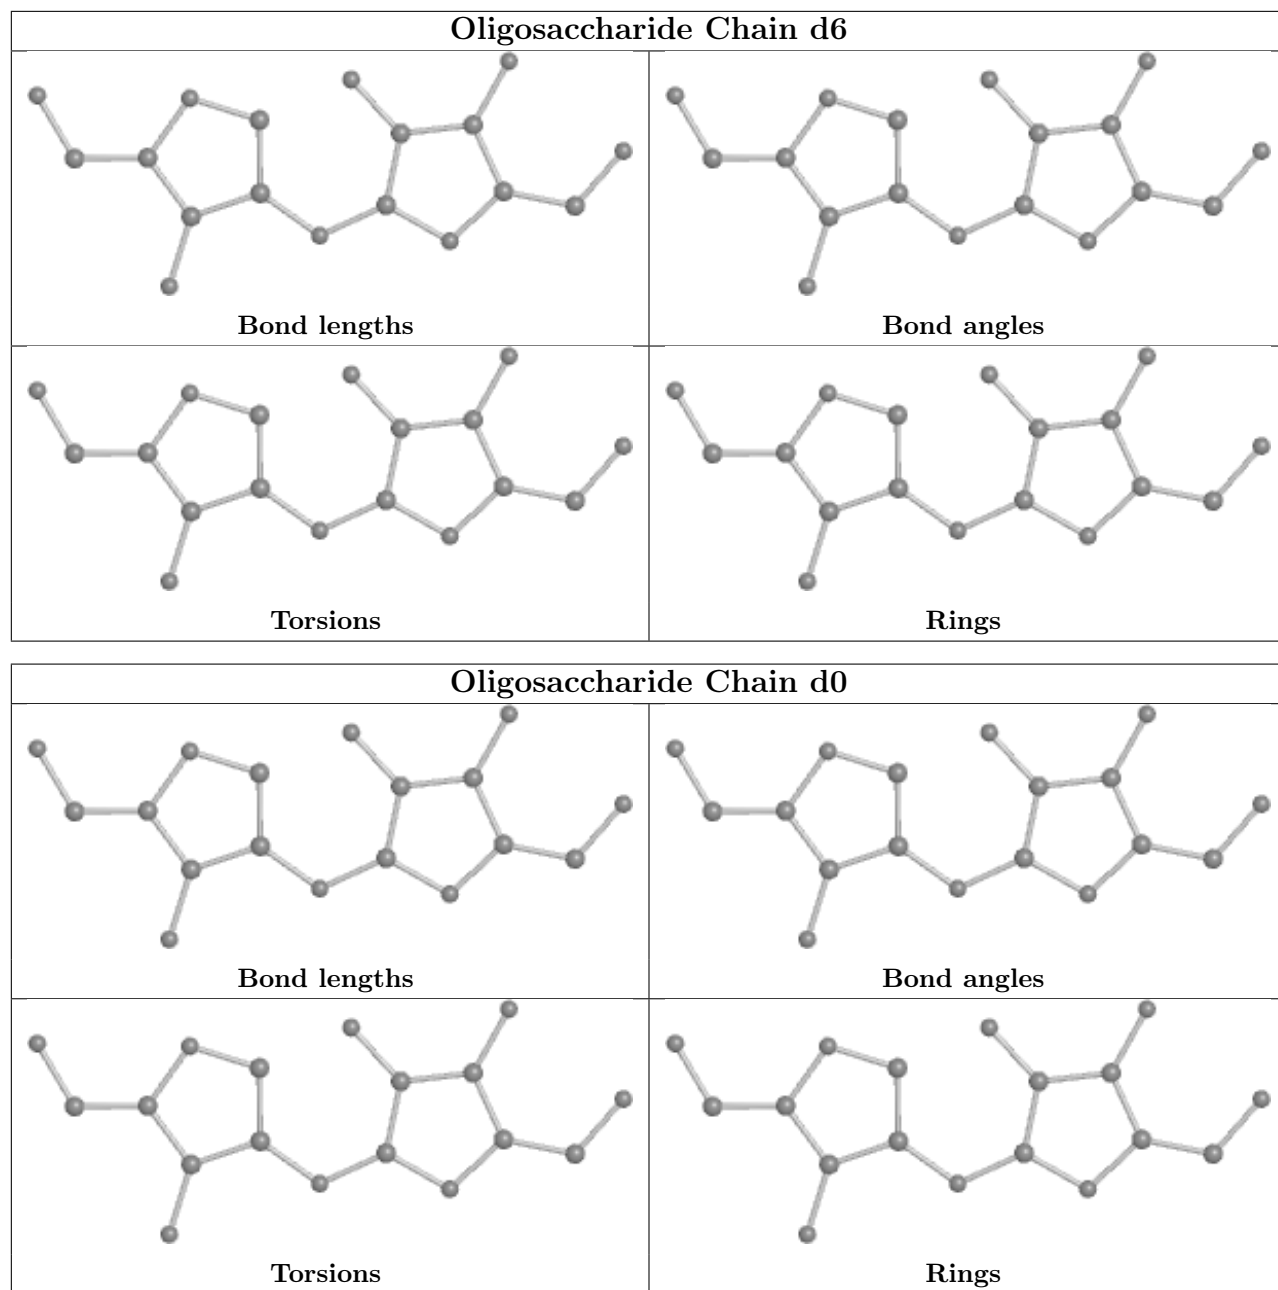 Oligosaccharide Chain d6
Bond lengths
Bond angles
Torsions
Rings
Oligosaccharide Chain d0
Bond lengths
Bond angles
Torsions
Rings